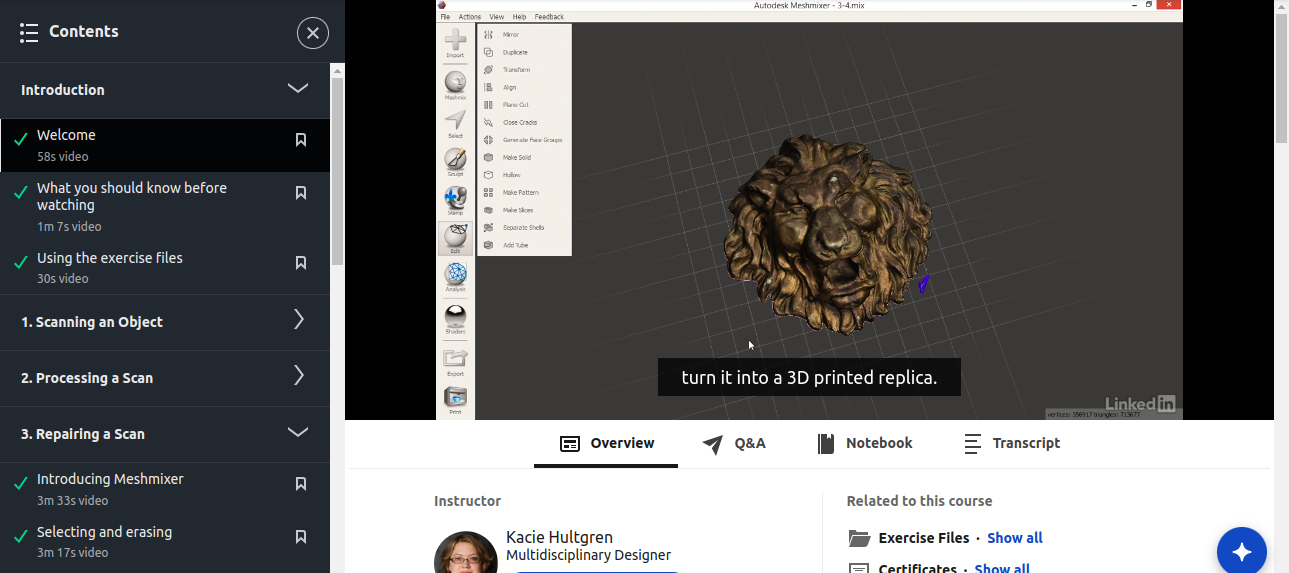 Contents
Introduction
Welcome
58s video
What you should know before
watching
1m 7s video
Using the exercise files
30s video
1. Scanning an Object
2. Processing a Scan
3. Repairing a Scan
Introducing Meshmixer
3m 33s video
Selecting and erasing
3m 17s video
Autodesk Meshmixer - 3-4.mix
File Actions View Help Feedback
Import
Meshmix
Select
Sculpt
Stamp
Edit
Analysis
Shaders
Export
Print
Mirror
Duplicate
Transform
Align
Plane Cut
Close Cracks
Generate Face Groups
Make Solid
Hollow
Make Pattern
Make Slices
Separate Shells
Add Tube
turn it into a 3D printed replica.
Linked in
vertices: 356917 triangles: 713677
Overview
Q&A
Notebook
Transcript
Instructor
Kacie Hultgren
Multidisciplinary Designer
Related to this course
Exercise Files · Show all
Certificates · Show all